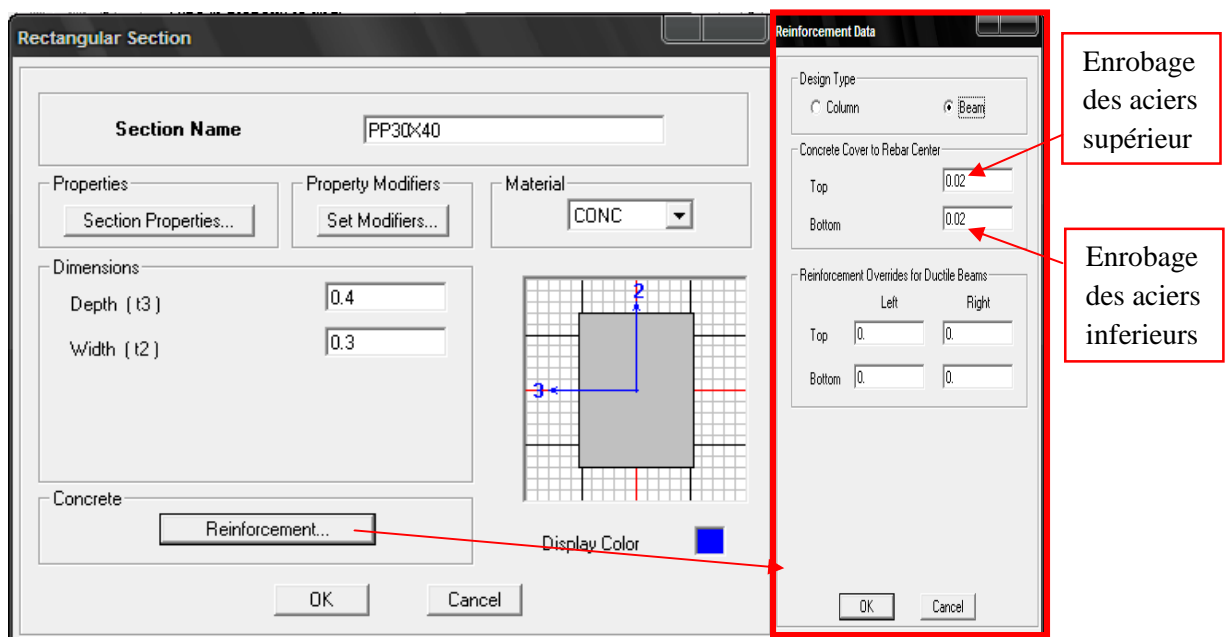 Rectangular Section
Section Name PP30X40
Properties
Section Properties...
Property Modifiers
Set Modifiers...
Material
CONC
Dimensions
Depth ( t3 ) 0.4
Width ( t2 ) 0.3
2
3
Concrete
Reinforcement...
Display Color
OK Cancel
Reinforcement Data
Design Type
Column Beam
Concrete Cover to Rebar Center
Top 0.02
Bottom 0.02
Reinforcement Overrides for Ductile Beams
Left Right
Top 0. 0.
Bottom 0. 0.
OK Cancel
Enrobage
des aciers
supérieur
Enrobage
des aciers
inferieurs